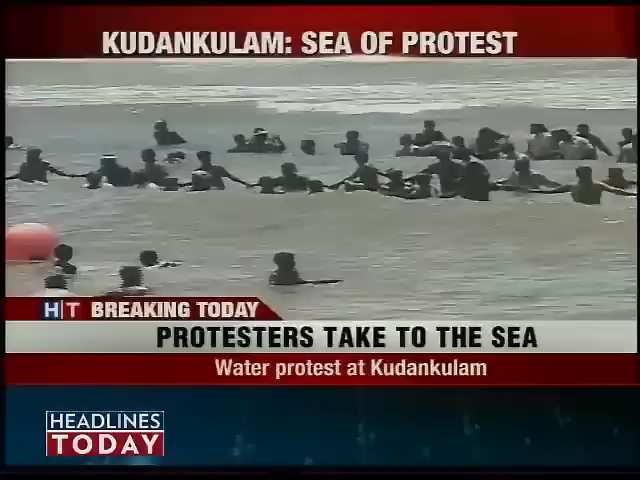 KUDANKULAM: SEA OF PROTEST
HT BREAKING TODAY
PROTESTERS TAKE TO THE SEA
Water protest at Kudankulam
HEADLINES
TODAY